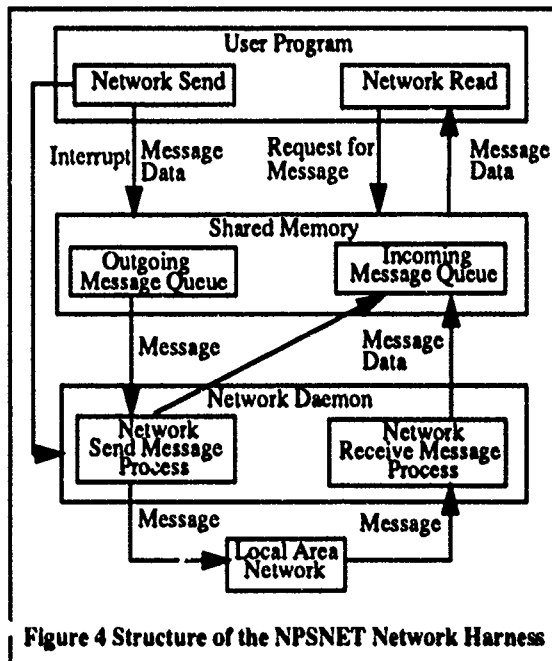 User Program
Network Send
Network Read
Interrupt
Message
Data
Request for
Message
Message
Data
Shared Memory
Outgoing
Message Queue
Incoming
Message Queue
Message
Message
Data
Network Daemon
Network
Send Message
Process
Network
Receive Message
Process
Message
Message
Local Area
Network
Figure 4 Structure of the NPSNET Network Harness